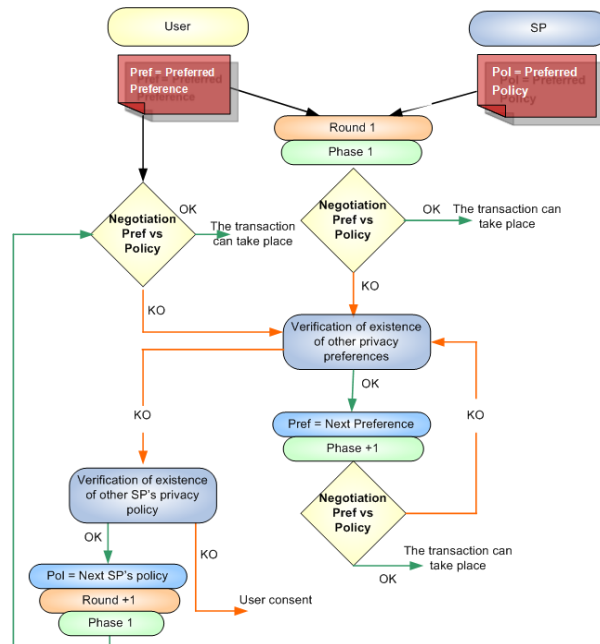 User
SP
Pref = Preferred
Preference
Pol = Preferred
Policy
Round 1
Phase 1
Negotiation
Pref vs
Policy
OK
The transaction
can take place
Negotiation
Pref vs
Policy
OK
The transaction can
take place
KO
KO
Verification of existence
of other privacy
preferences
OK
KO
KO
Pref = Next Preference
Phase +1
Verification of existence
of other SP's privacy
policy
Negotiation
Pref vs
Policy
OK
KO
The transaction can
take place
OK
Pol = Next SP's policy
Round +1
Phase 1
User consent